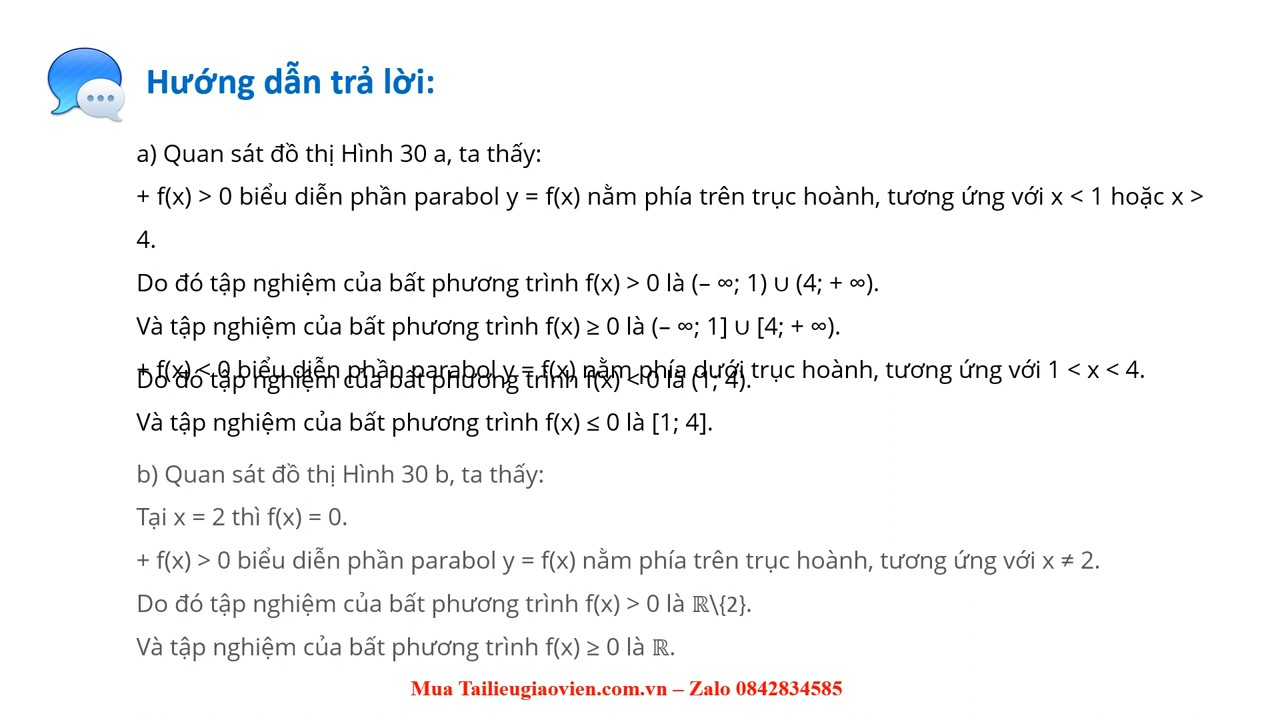 Hướng dẫn trả lời:
a) Quan sát đồ thị Hình 30 a, ta thấy:
+ f(x) > 0 biểu diễn phần parabol y = f(x) nằm phía trên trục hoành, tương ứng với x < 1 hoặc x >
4.
Do đó tập nghiệm của bất phương trình f(x) > 0 là (– ∞; 1) ∪ (4; + ∞).
Và tập nghiệm của bất phương trình f(x) ≥ 0 là (– ∞; 1] ∪ [4; + ∞).
+ f(x) < 0 biểu diễn phần parabol y = f(x) nằm phía dưới trục hoành, tương ứng với 1 < x < 4.
Do đó tập nghiệm của bất phương trình f(x) < 0 là (1; 4).
Và tập nghiệm của bất phương trình f(x) ≤ 0 là [1; 4].
b) Quan sát đồ thị Hình 30 b, ta thấy:
Tại x = 2 thì f(x) = 0.
+ f(x) > 0 biểu diễn phần parabol y = f(x) nằm phía trên trục hoành, tương ứng với x ≠ 2.
Do đó tập nghiệm của bất phương trình f(x) > 0 là ℝ\{2}.
Và tập nghiệm của bất phương trình f(x) ≥ 0 là ℝ.
Mua Tailieugiaovien.com.vn – Zalo 0842834585